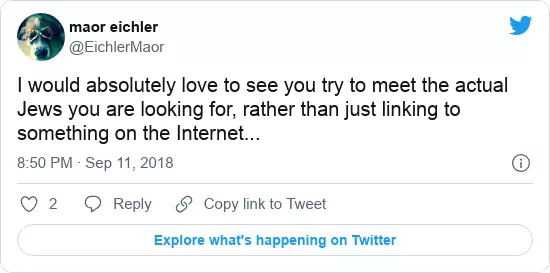 maor eichler
@EichlerMaor
I would absolutely love to see you try to meet the actual
Jews you are looking for, rather than just linking to
something on the Internet...
8:50 PM · Sep 11, 2018
2 Reply Copy link to Tweet
Explore what's happening on Twitter